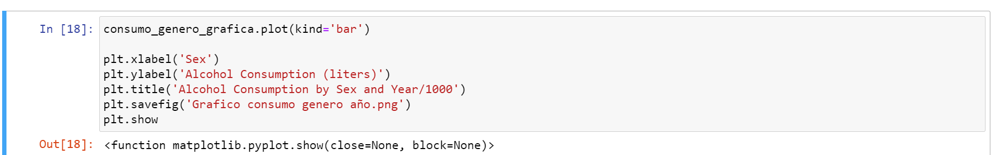 In [18]: consumo_genero_grafica.plot(kind='bar')
plt.xlabel('Sex')
plt.ylabel('Alcohol Consumption (liters)')
plt.title('Alcohol Consumption by Sex and Year/1000')
plt.savefig('Grafico consumo genero año.png')
plt.show
Out[18]: <function matplotlib.pyplot.show(close=None, block=None)>